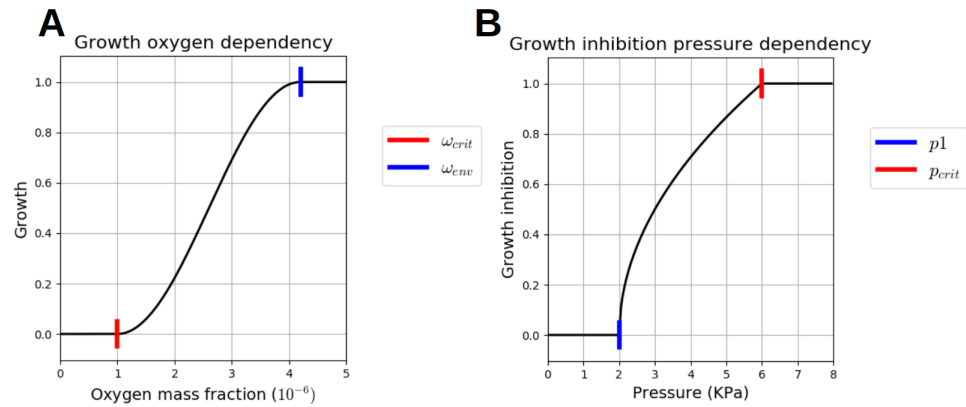 A
Growth oxygen dependency
1.0
0.8
0.6
0.4
0.2
0.0
Growth
0 1 2 3 4 5
Oxygen mass fraction (10⁻⁶)
ω_crit
ω_env
B
Growth inhibition pressure dependency
1.0
0.8
0.6
0.4
0.2
0.0
Growth inhibition
0 1 2 3 4 5 6 7 8
Pressure (KPa)
p1
p_crit